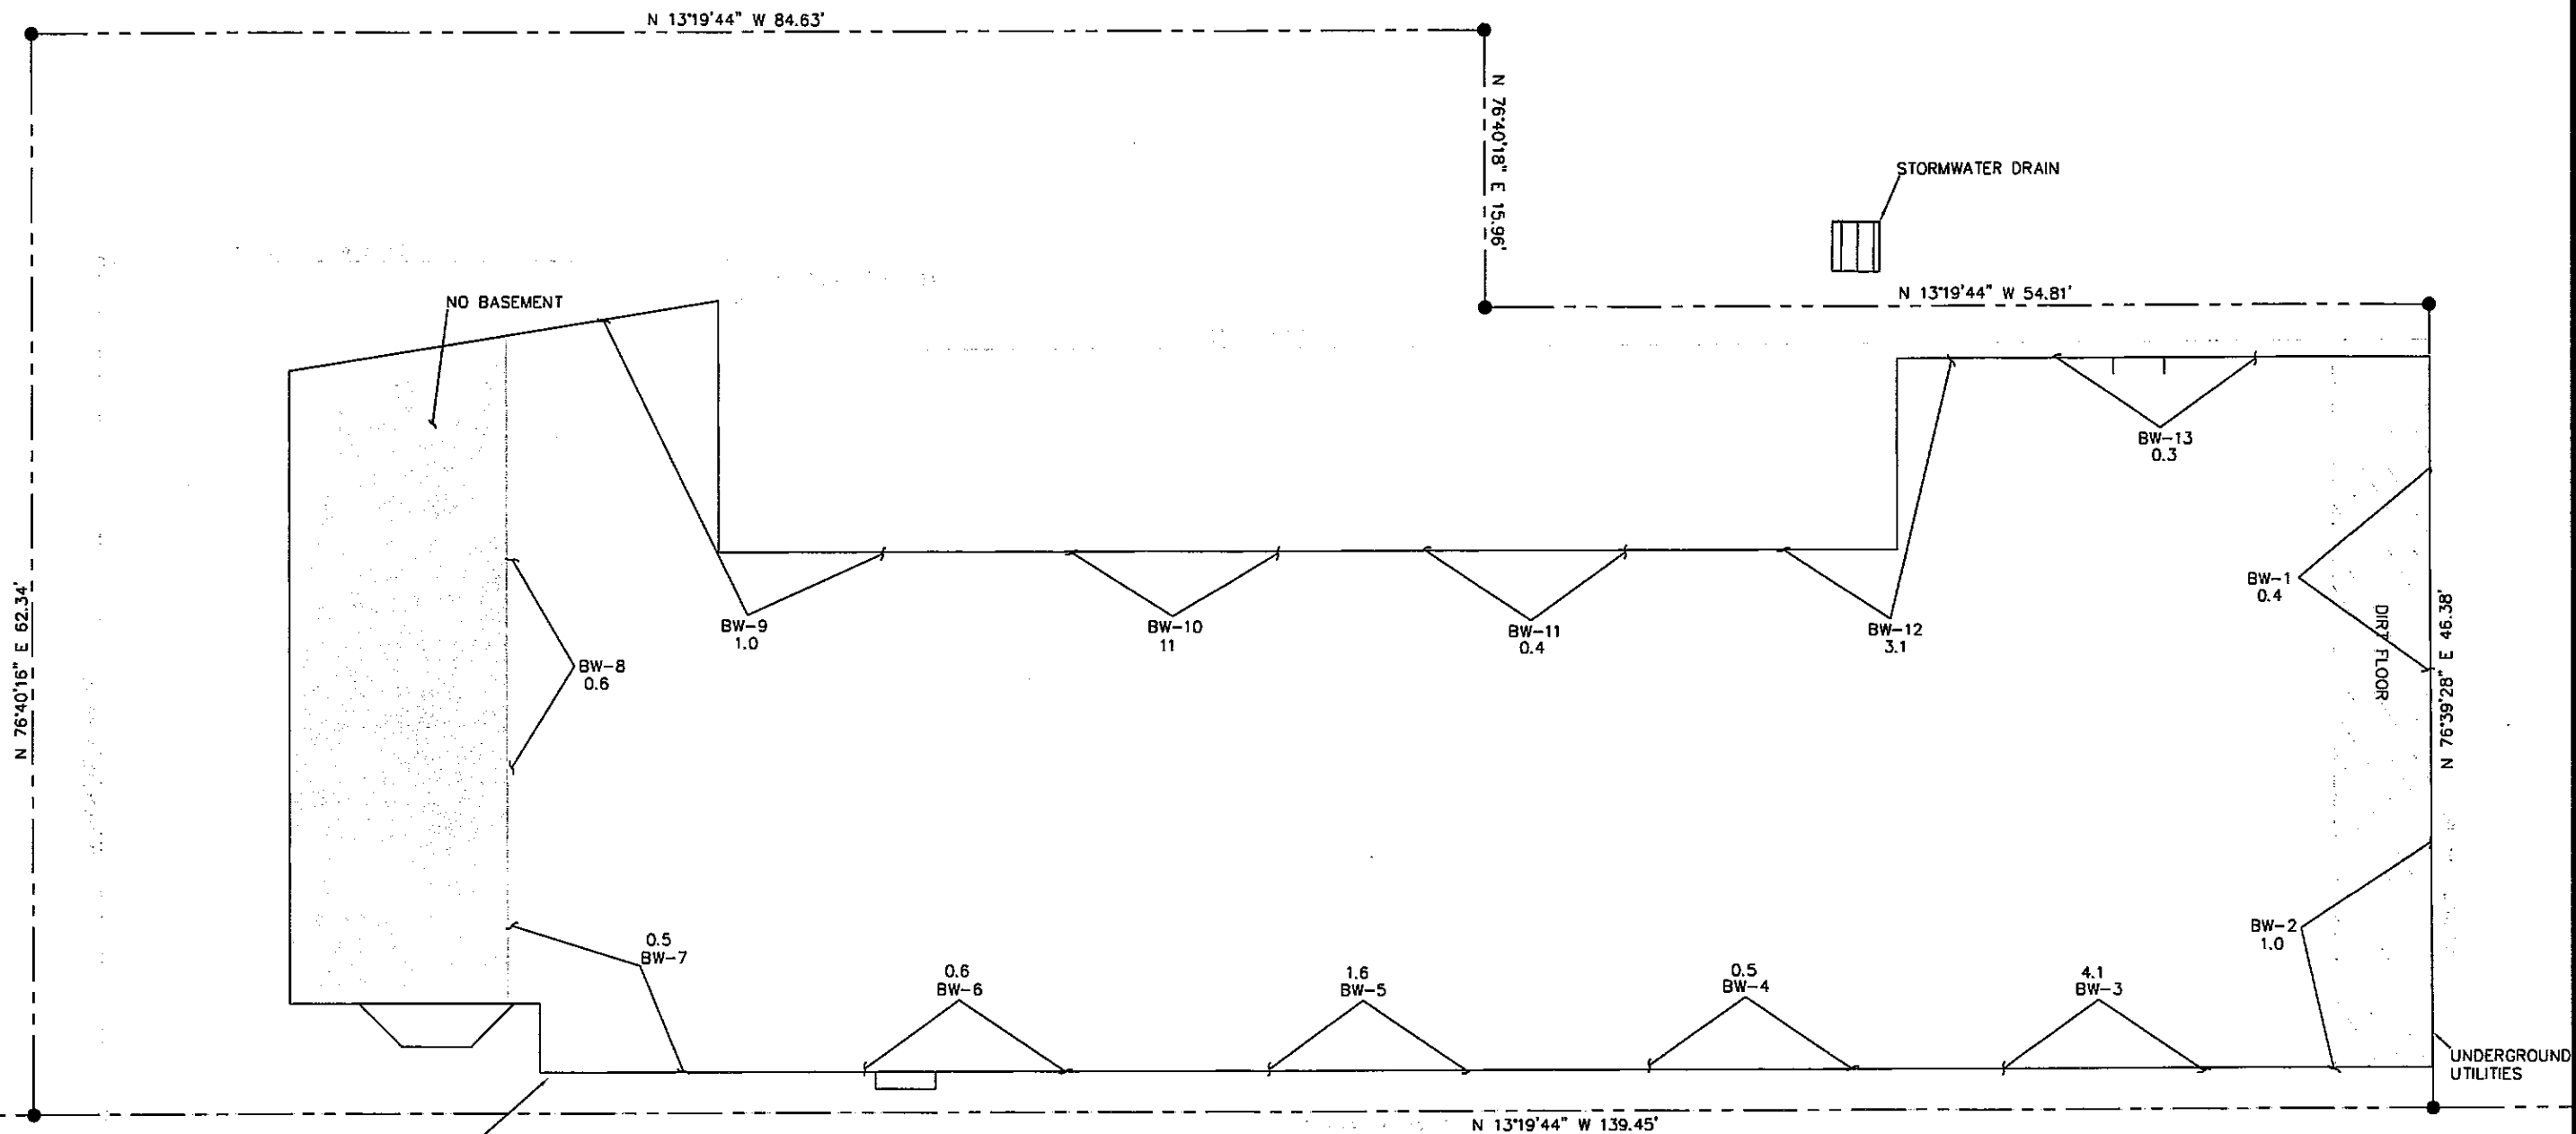 N 13°19'44" W 84.63'
N 76°40'18" E 15.96'
STORMWATER DRAIN
N 13°19'44" W 54.81'
NO BASEMENT
BW-13
0.3
BW-1
0.4
DIRT FLOOR
N 76°39'28" E 46.38'
N 76°40'16" E 62.34'
BW-9
1.0
BW-10
11
BW-11
0.4
BW-12
3.1
BW-8
0.6
BW-2
1.0
0.5
BW-7
0.6
BW-6
1.6
BW-5
0.5
BW-4
4.1
BW-3
UNDERGROUND
UTILITIES
N 13°19'44" W 139.45'